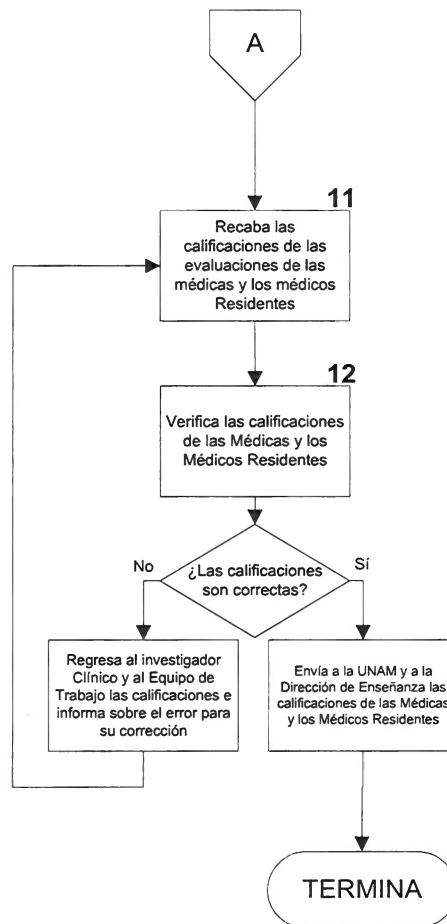 A
11
Recaba las
calificaciones de las
evaluaciones de las
médicas y los médicos
Residentes
12
Verifica las calificaciones
de las Médicas y los
Médicos Residentes
¿Las calificaciones
son correctas?
No
Sí
Regresa al investigador
Clínico y al Equipo de
Trabajo las calificaciones e
informa sobre el error para
su corrección
Envía a la UNAM y a la
Dirección de Enseñanza las
calificaciones de las Médicas
y los Médicos Residentes
TERMINA